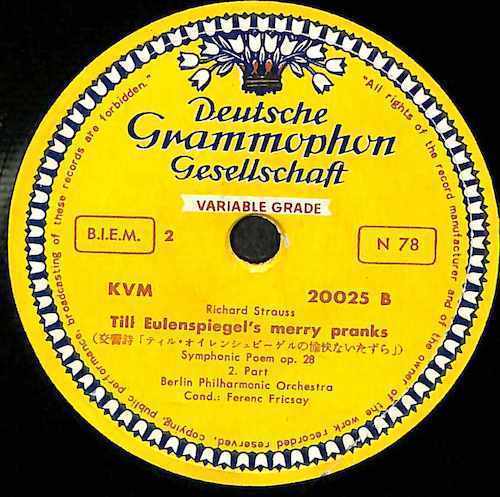 Deutsche
Grammophon
Gesellschaft
VARIABLE GRADE
B.I.E.M. 2
N 78
KVM
20025 B
Richard Strauss
Till Eulenspiegel's merry pranks
(交響詩「ティル・オイレンシュピーゲルの愉快ないたずら」)
Symphonic Poem op. 28
2. Part
Berlin Philharmonic Orchestra
Cond.: Ferenc Fricsay
"All rights of the record manufacturer and of the owner of the work recorded reserved. Copying, public performance, broadcasting of these records are forbidden."